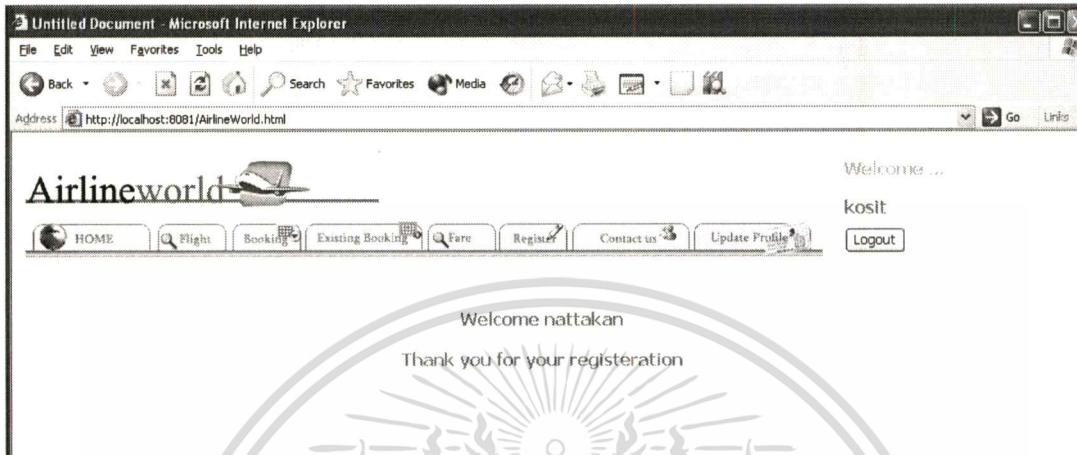 Untitled Document - Microsoft Internet Explorer
File Edit View Favorites Tools Help
Back Search Favorites Media
Address http://localhost:8081/AirlineWorld.html Go Links
Airlineworld
Welcome ...
kosit
HOME Flight Booking Existing Booking Fare Register Contact us Update Profile
Logout
Welcome nattakan
Thank you for your registeration